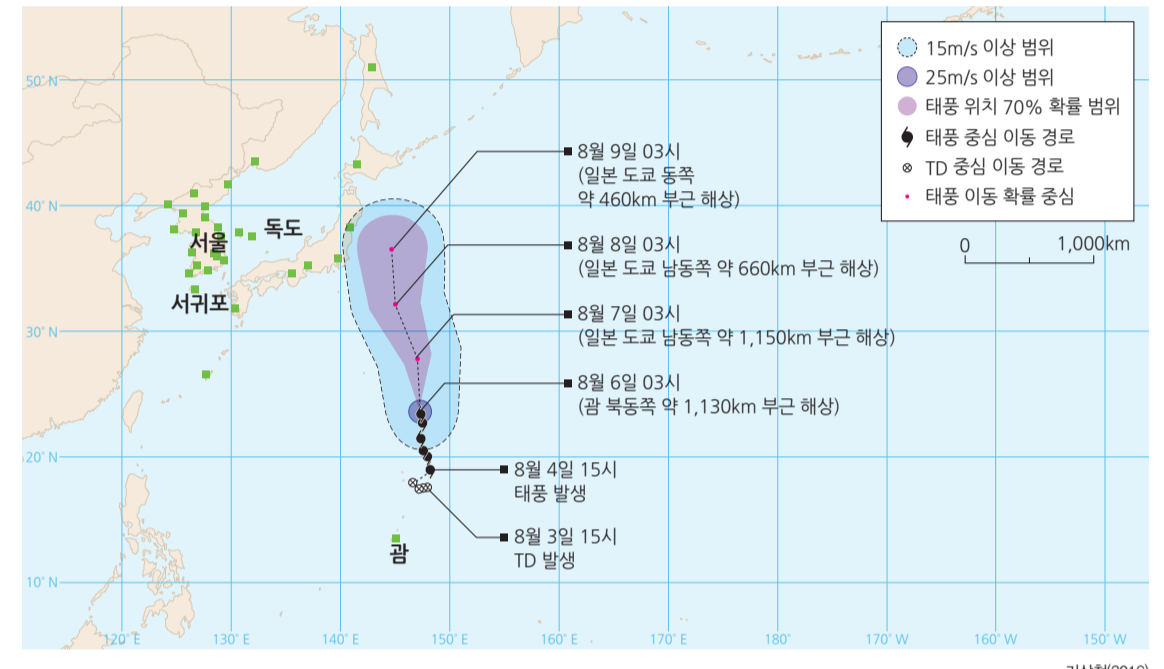 15m/s 이상 범위
25m/s 이상 범위
태풍 위치 70% 확률 범위
태풍 중심 이동 경로
TD 중심 이동 경로
태풍 이동 확률 중심
0 1,000km
50° N
40° N
30° N
20° N
10° N
서울
독도
서귀포
괌
8월 9일 03시
(일본 도쿄 동쪽
약 460km 부근 해상)
8월 8일 03시
(일본 도쿄 남동쪽 약 660km 부근 해상)
8월 7일 03시
(일본 도쿄 남동쪽 약 1,150km 부근 해상)
8월 6일 03시
(괌 북동쪽 약 1,130km 부근 해상)
8월 4일 15시
태풍 발생
8월 3일 15시
TD 발생
120° E 130° E 140° E 150° E 160° E 170° E 180° 170° W 160° W 150° W